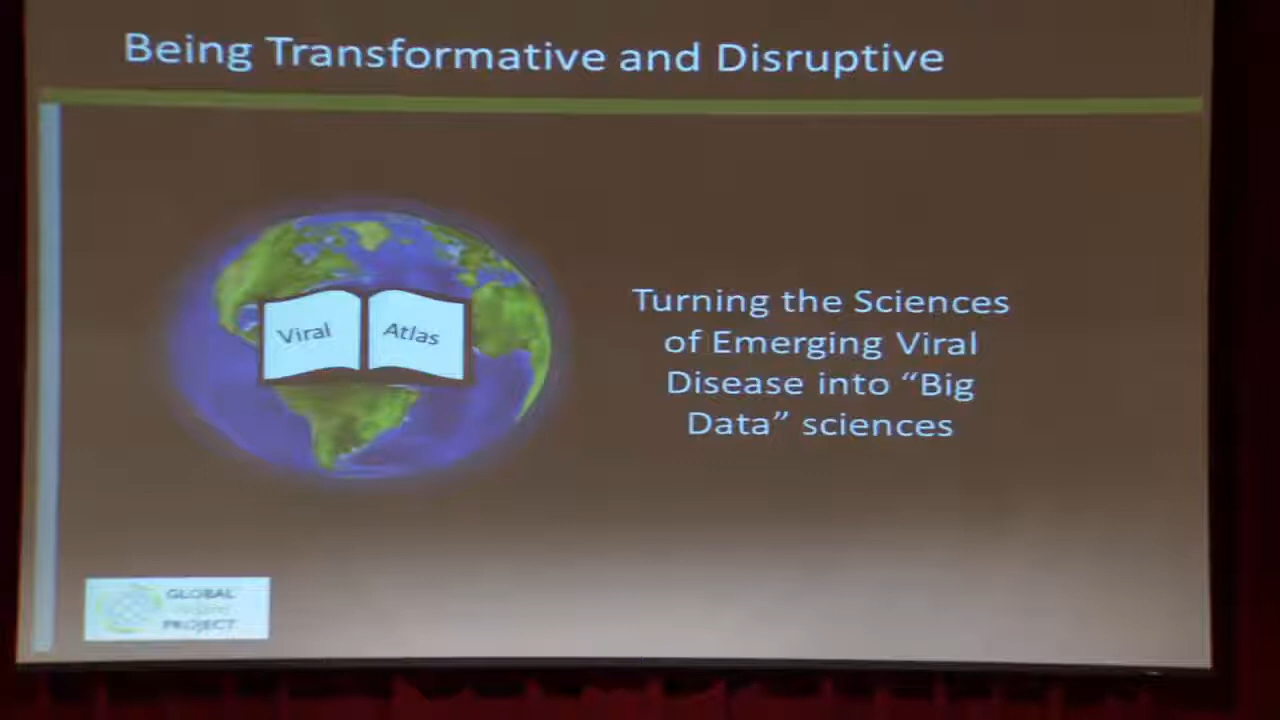 Being Transformative and Disruptive
Viral
Atlas
Turning the Sciences
of Emerging Viral
Disease into “Big
Data” sciences
GLOBAL
PROJECT